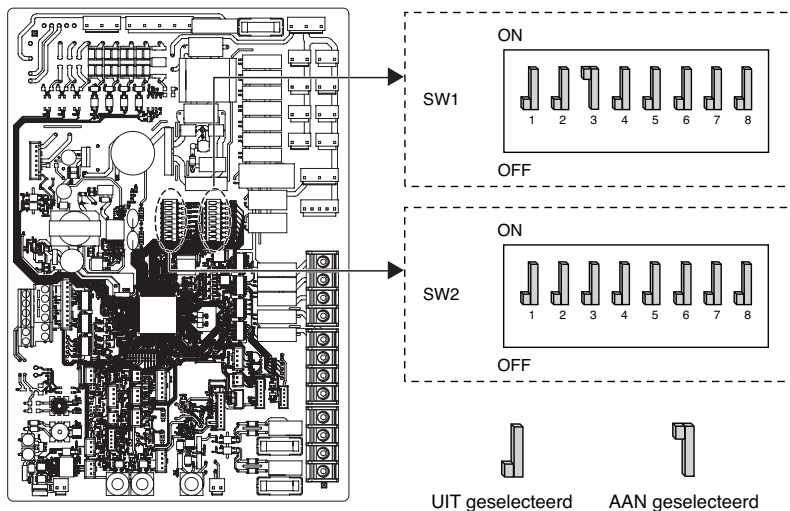 ON
SW1
1 2 3 4 5 6 7 8
OFF
ON
SW2
1 2 3 4 5 6 7 8
OFF
UIT geselecteerd AAN geselecteerd